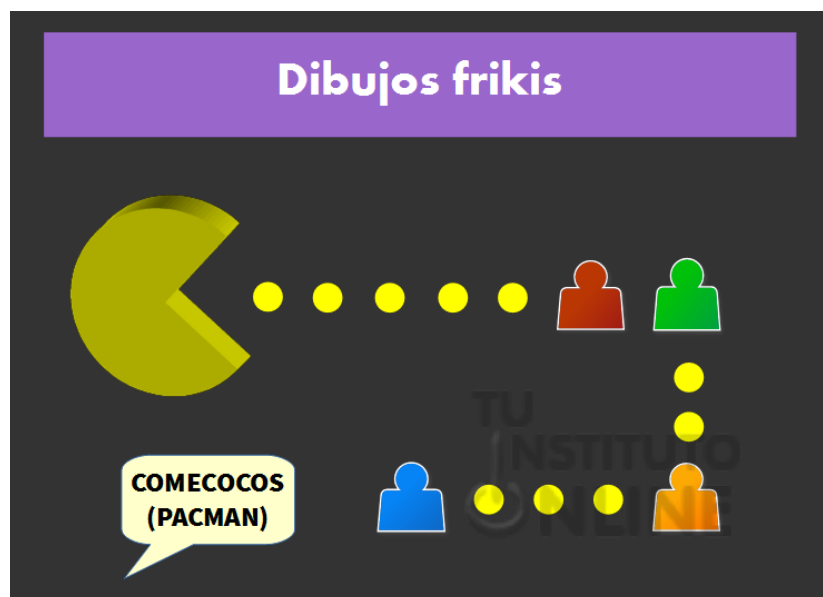 Dibujos frikis
COMECOCOS
(PACMAN)
TU
INSTITUTO
ONLINE